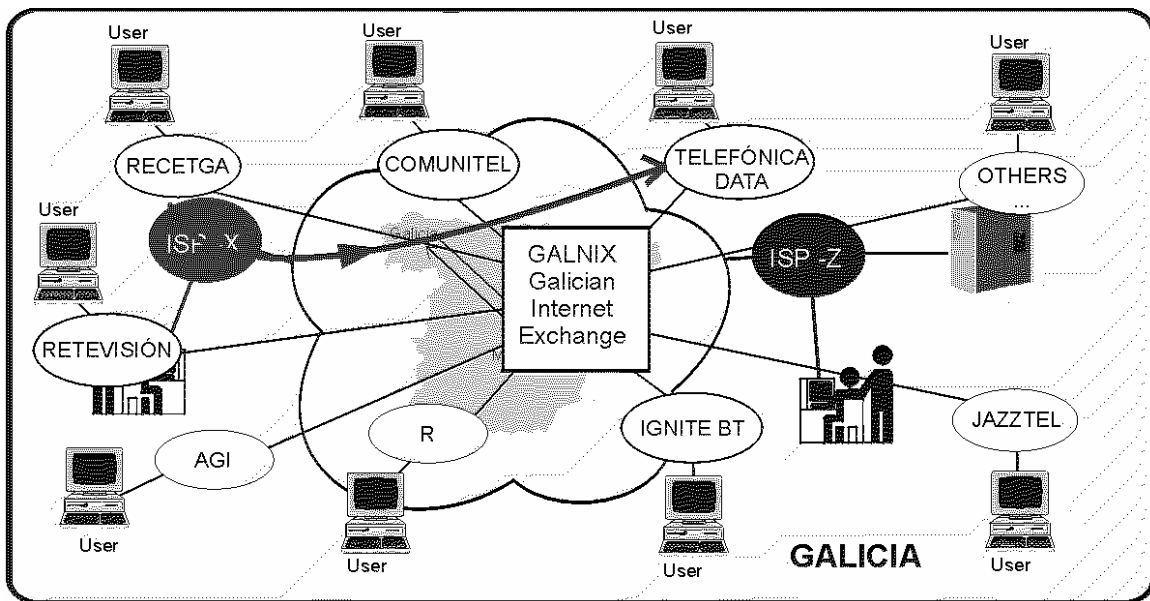 User
User
User
User
RECETGA
COMUNITEL
TELEFÓNICA
DATA
OTHERS
...
User
ISP -X
GALNIX
Galician
Internet
Exchange
ISP -Z
RETEVISIÓN
AGI
R
IGNITE BT
JAZZTEL
User
User
User
User
GALICIA